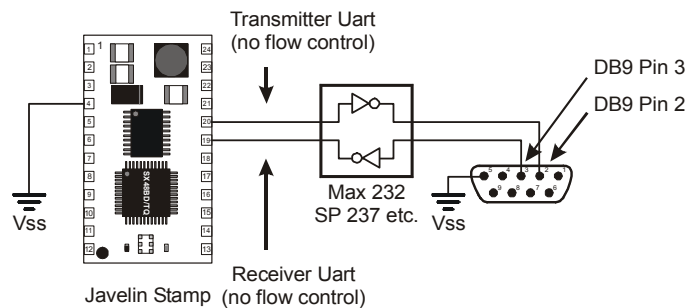 Transmitter Uart
(no flow control)
DB9 Pin 3
DB9 Pin 2
1
1
24
2
23
3
22
4
21
5
20
6
19
7
18
8
17
9
16
10
15
11
14
12
13
SX48BD/TQ
Vss
Max 232
SP 237 etc.
5
4
3
2
1
9
8
7
6
Vss
Javelin Stamp
Receiver Uart
(no flow control)